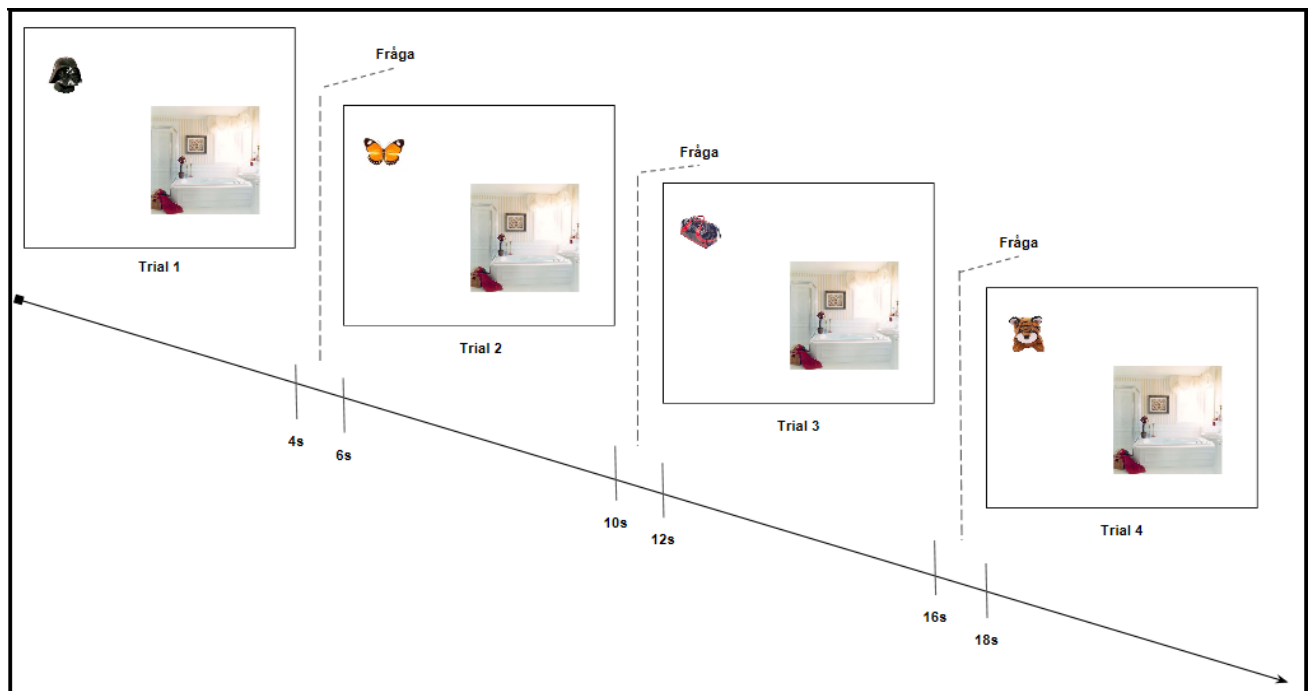 Fråga
Trial 1
Fråga
Trial 2
Fråga
Trial 3
Trial 4
4s
6s
10s
12s
16s
18s